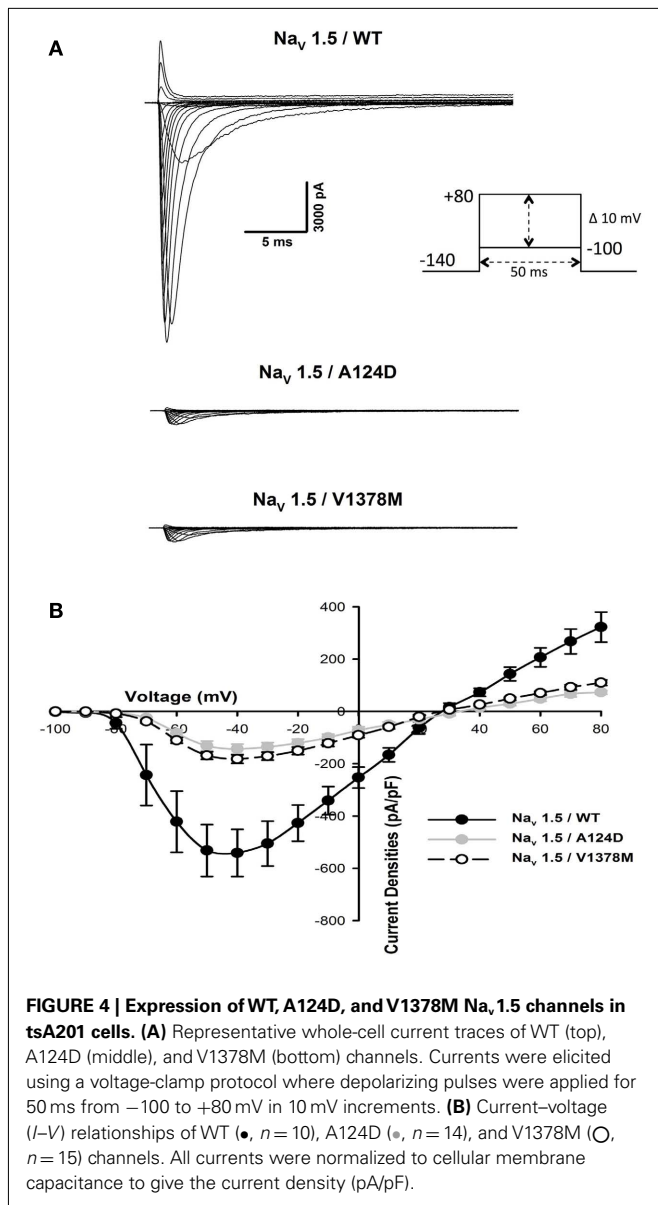 A
Nav 1.5 / WT
3000 pA
5 ms
+80
Δ 10 mV
-100
-140
50 ms
Nav 1.5 / A124D
Nav 1.5 / V1378M
B
400
200
Voltage (mV)
0
-100 -80 -60 -40 -20 0 20 40 60 80
-200
-400
-600
-800
Current Densities (pA/pF)
Nav 1.5 / WT
Nav 1.5 / A124D
Nav 1.5 / V1378M
FIGURE 4 | Expression of WT, A124D, and V1378M Nav1.5 channels in
tsA201 cells. (A) Representative whole-cell current traces of WT (top),
A124D (middle), and V1378M (bottom) channels. Currents were elicited
using a voltage-clamp protocol where depolarizing pulses were applied for
50 ms from −100 to +80 mV in 10 mV increments. (B) Current–voltage
(I–V) relationships of WT (●, n = 10), A124D (●, n = 14), and V1378M (○,
n = 15) channels. All currents were normalized to cellular membrane
capacitance to give the current density (pA/pF).